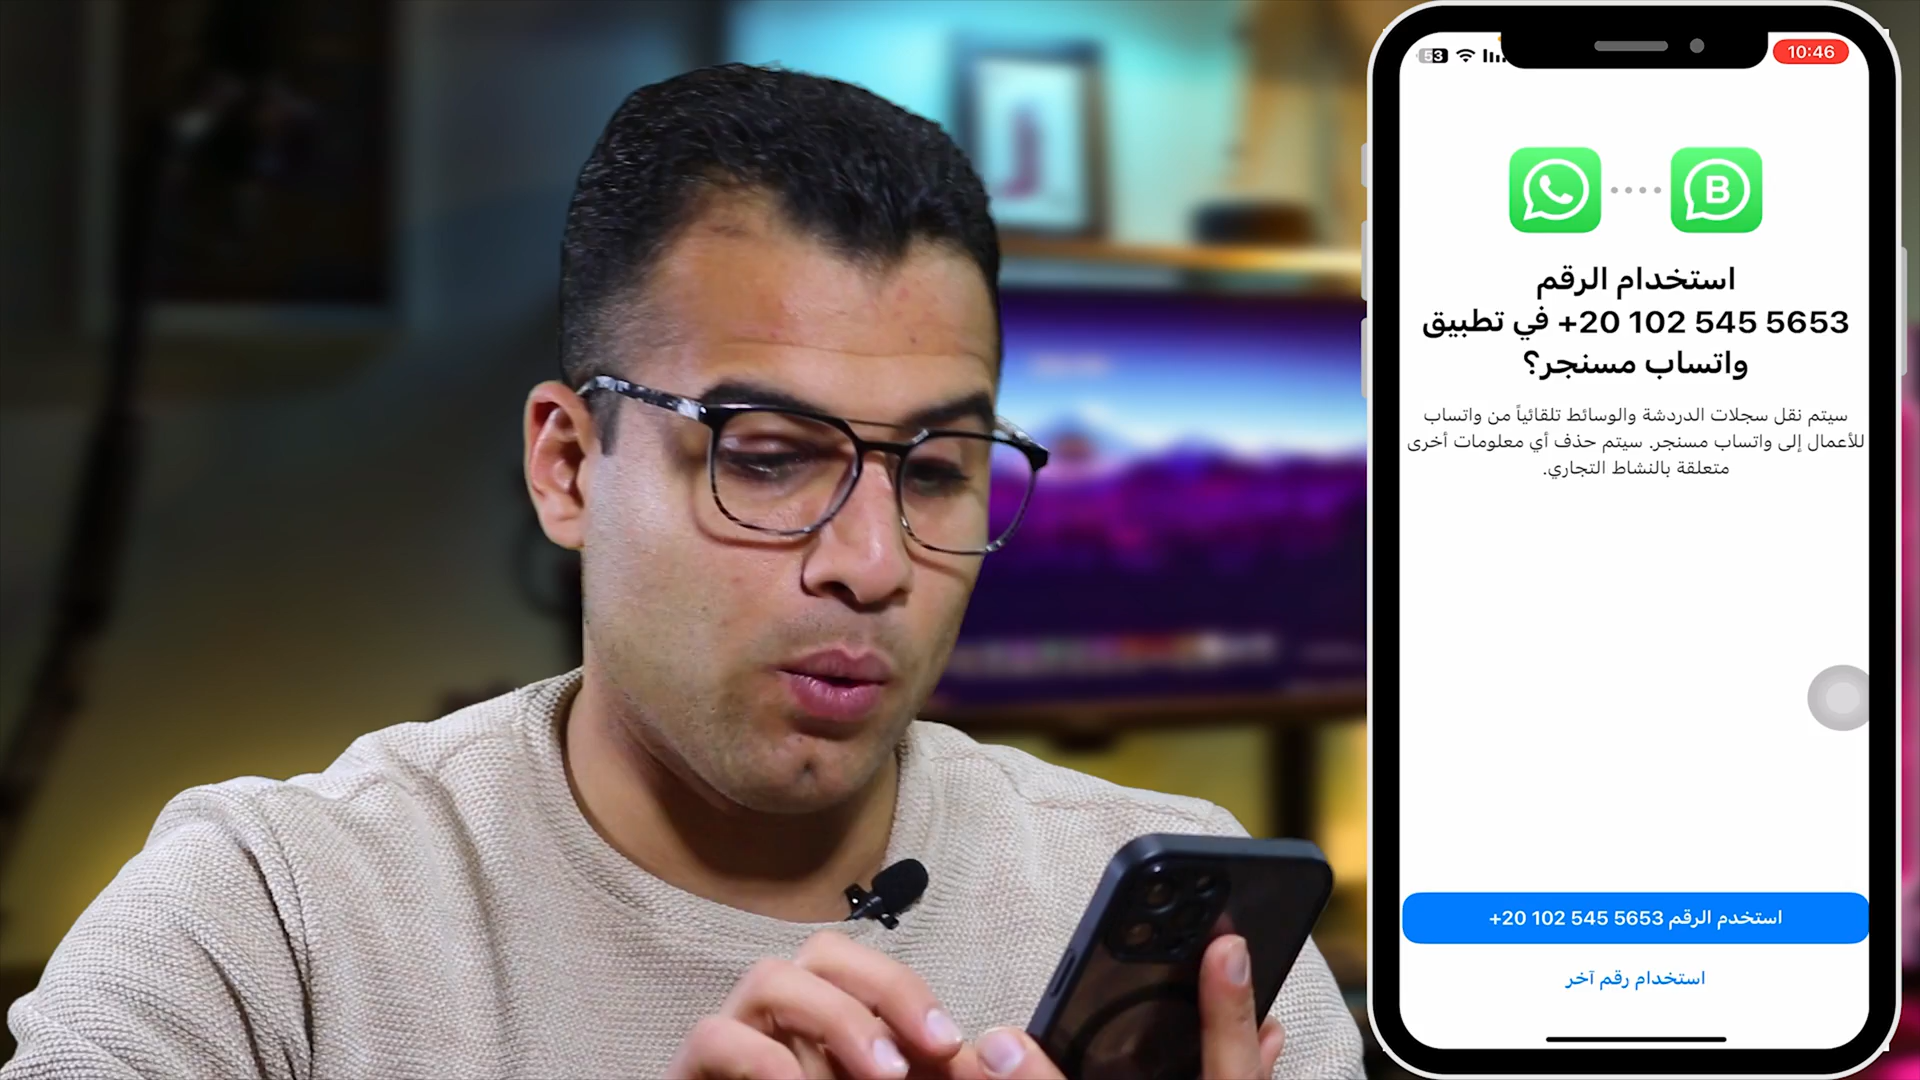 53
10:46
B
استخدام الرقم
+20 102 545 5653 في تطبيق
واتساب مسنجر؟
سيتم نقل سجلات الدردشة والوسائط تلقائياً من واتساب
للأعمال إلى واتساب مسنجر. سيتم حذف أي معلومات أخرى
متعلقة بالنشاط التجاري.
استخدم الرقم 5653 545 102 20+
استخدام رقم آخر